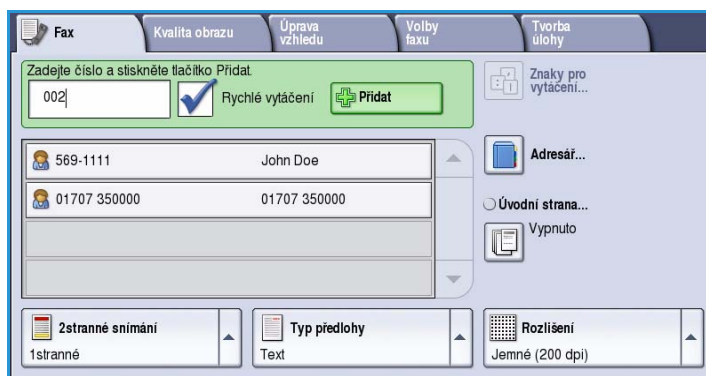 Fax
Kvalita obrazu
Úprava
vzhledu
Volby
faxu
Tvorba
úlohy
Zadejte číslo a stiskněte tlačítko Přidat.
002
Rychlé vytáčení
Přidat
Znaky pro
vytáčení...
569-1111 John Doe
01707 350000 01707 350000
Adresář...
Úvodní strana...
Vypnuto
2stranné snímání
1stranné
Typ předlohy
Text
Rozlišení
Jemné (200 dpi)